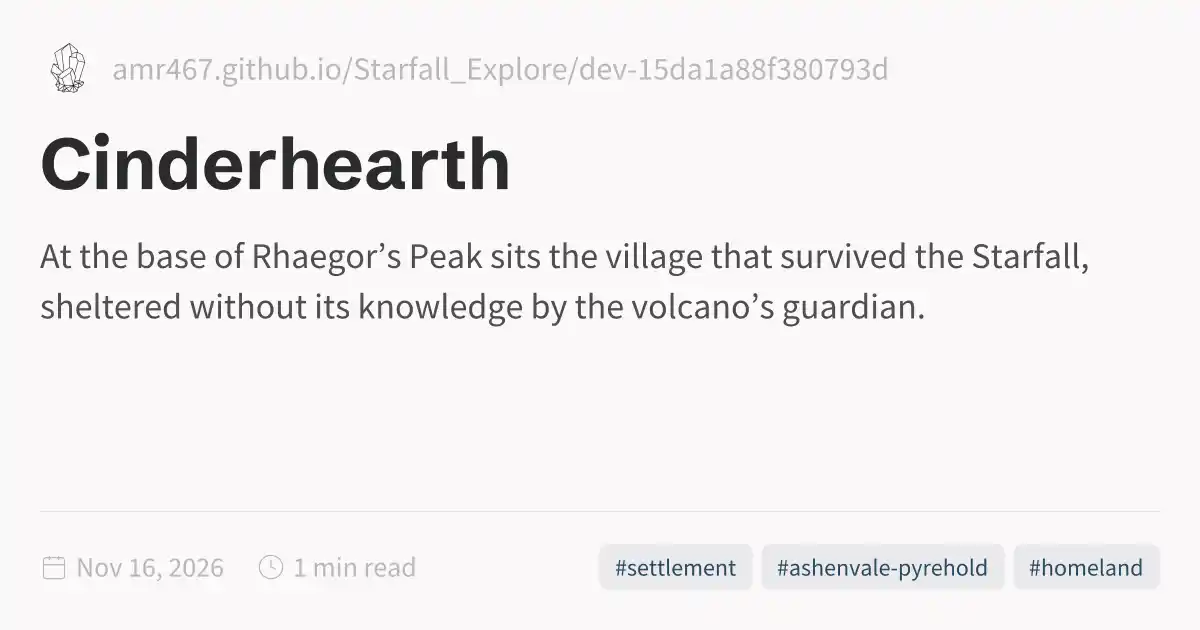 amr467.github.io/Starfall_Explore/dev-15da1a88f380793d
Cinderhearth
At the base of Rhaegor’s Peak sits the village that survived the Starfall,
sheltered without its knowledge by the volcano’s guardian.
Nov 16, 2026 1 min read #settlement #ashenvale-pyrehold #homeland